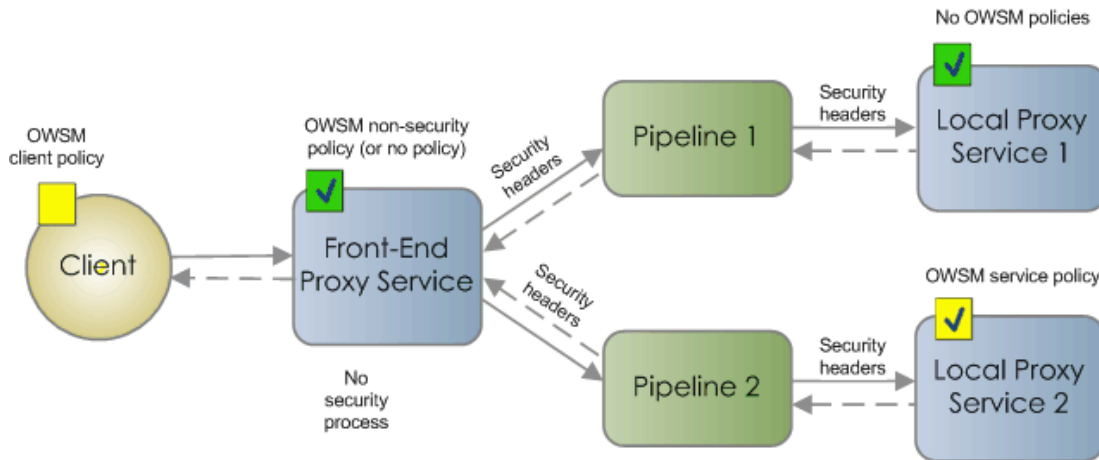 No OWSM policies
OWSM
client policy
OWSM non-security
policy (or no policy)
Security
headers
Pipeline 1
Security
headers
Local Proxy
Service 1
Client
Front-End
Proxy Service
Security
headers
OWSM service policy
No
security
process
Pipeline 2
Security
headers
Local Proxy
Service 2